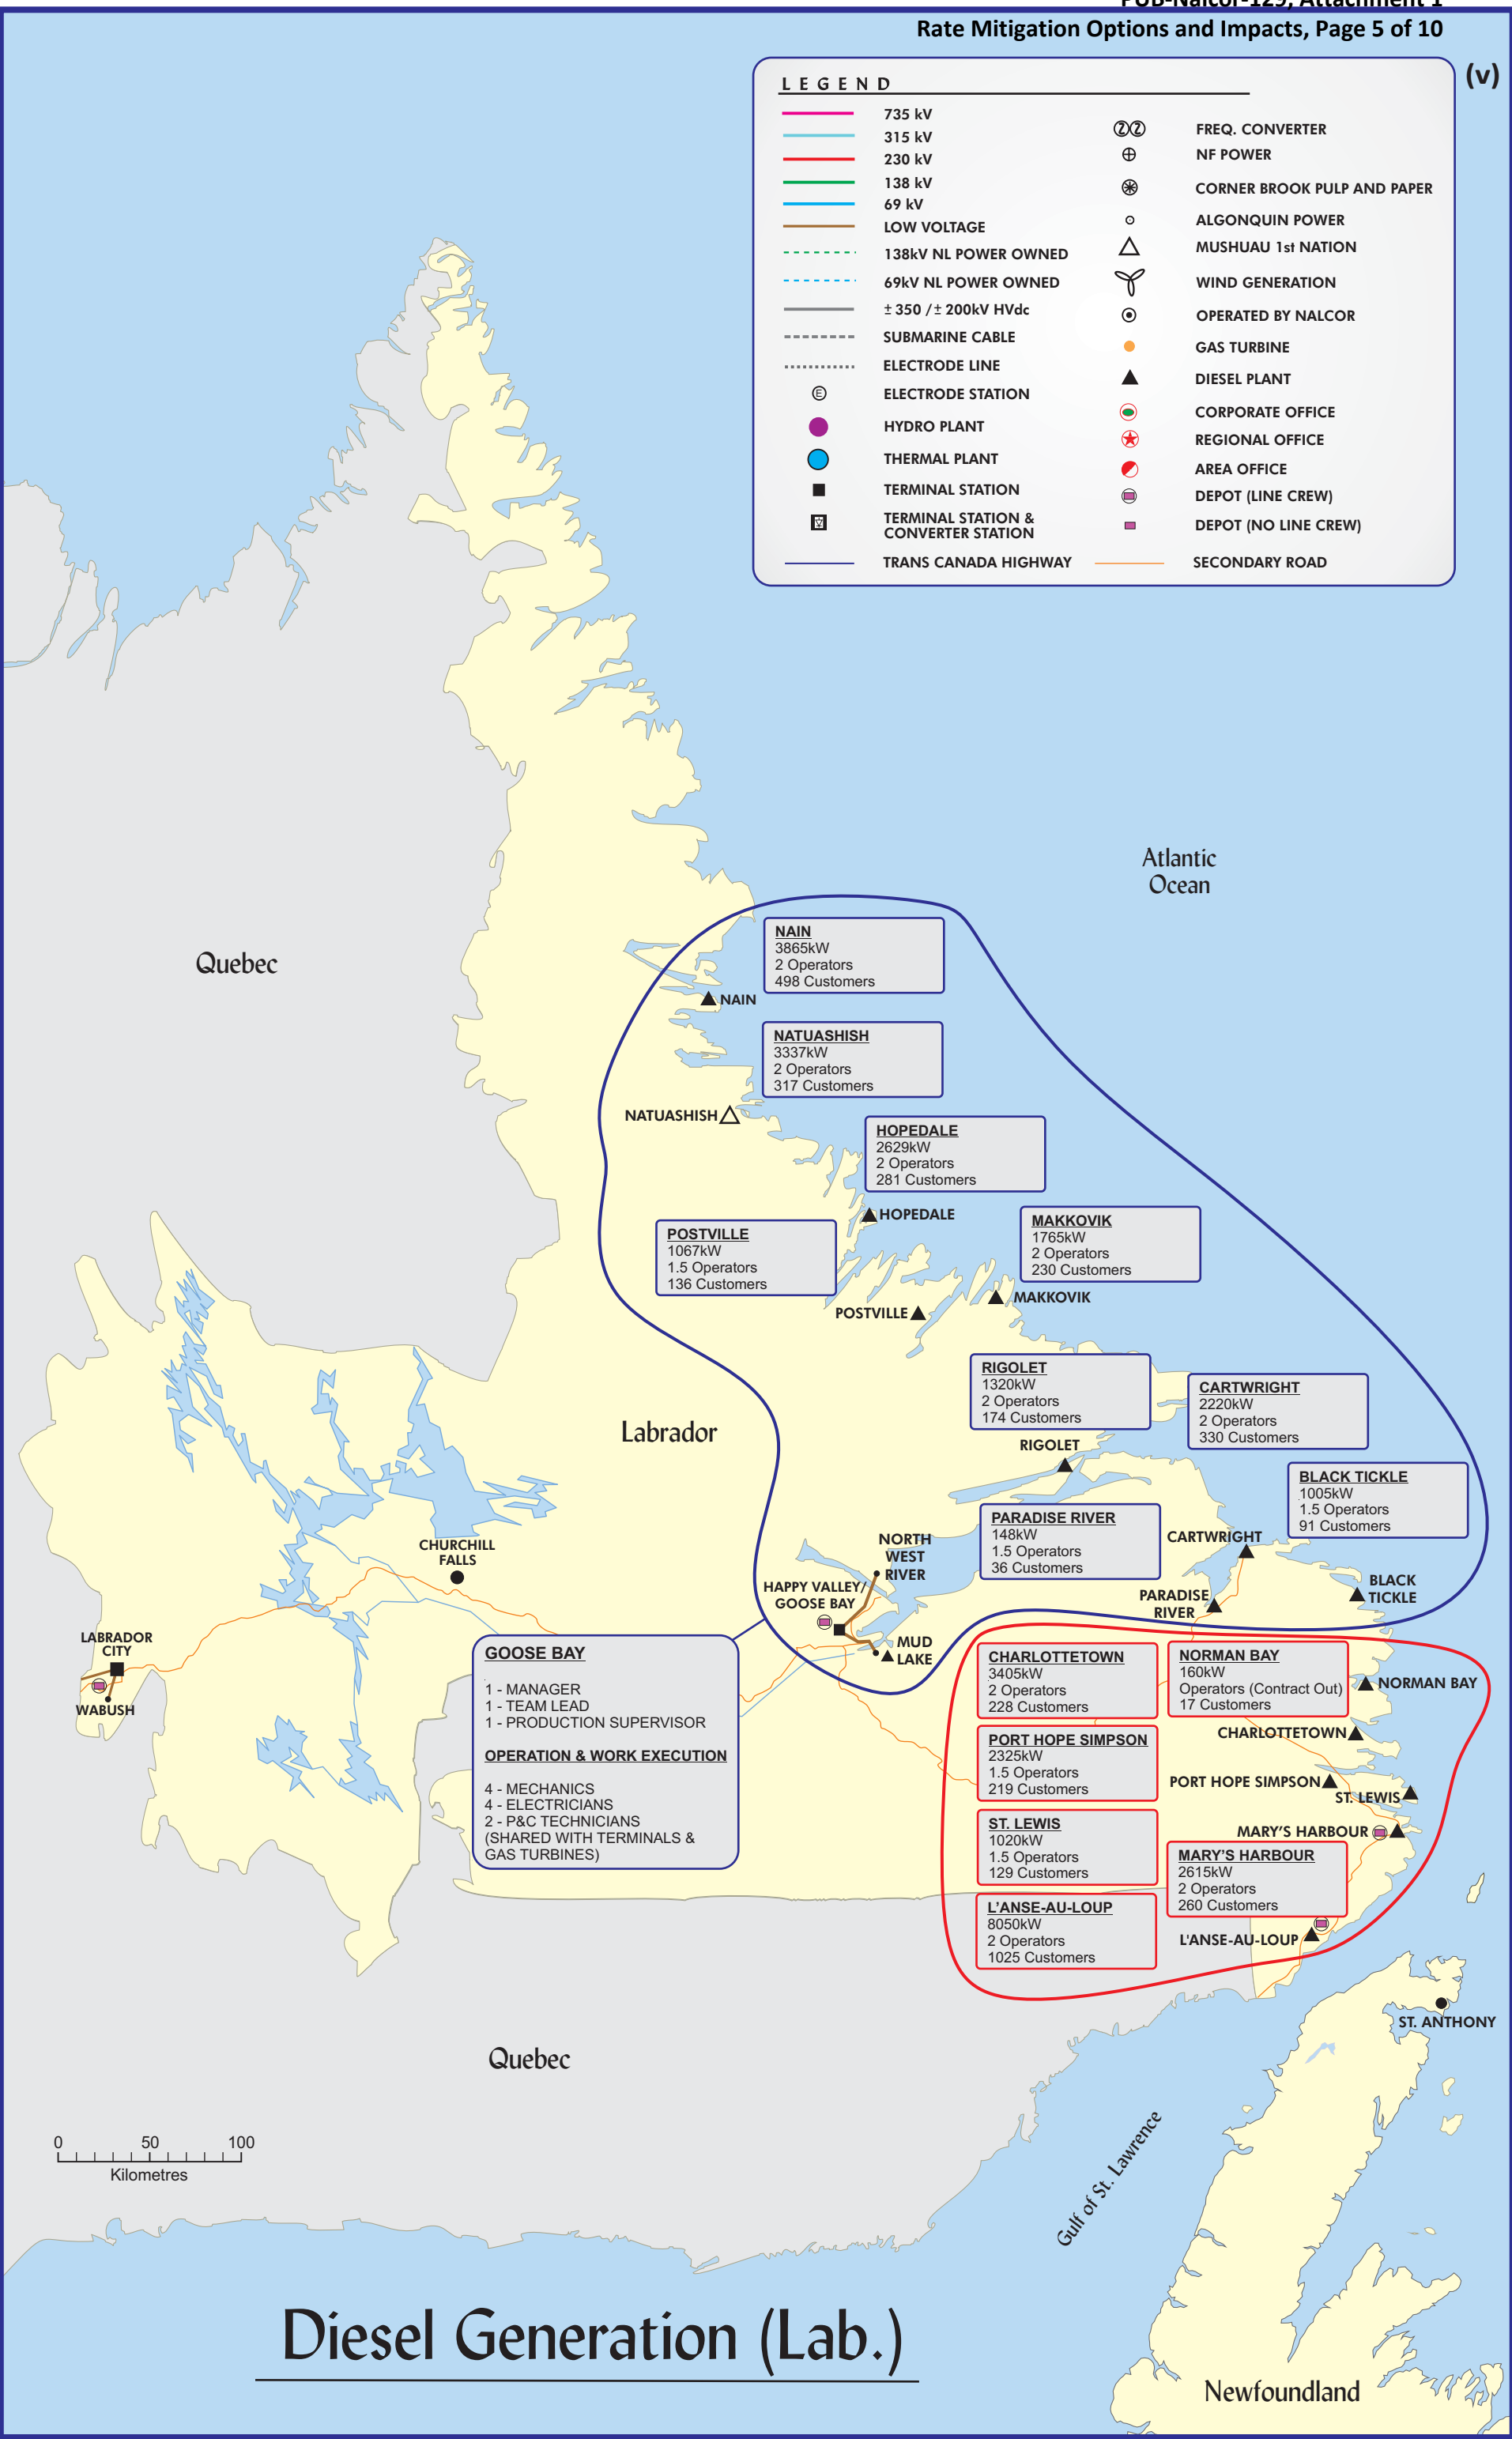 PUB-Nalcor-129, Attachment 1
Rate Mitigation Options and Impacts, Page 5 of 10
(v)
LEGEND
735 kV
315 kV
230 kV
138 kV
69 kV
LOW VOLTAGE
138kV NL POWER OWNED
69kV NL POWER OWNED
± 350 /± 200kV HVdc
SUBMARINE CABLE
ELECTRODE LINE
E
ELECTRODE STATION
HYDRO PLANT
THERMAL PLANT
TERMINAL STATION
TERMINAL STATION &
CONVERTER STATION
TRANS CANADA HIGHWAY
FREQ. CONVERTER
NF POWER
CORNER BROOK PULP AND PAPER
ALGONQUIN POWER
MUSHUAU 1st NATION
WIND GENERATION
OPERATED BY NALCOR
GAS TURBINE
DIESEL PLANT
CORPORATE OFFICE
REGIONAL OFFICE
AREA OFFICE
DEPOT (LINE CREW)
DEPOT (NO LINE CREW)
SECONDARY ROAD
Atlantic
Ocean
Quebec
NAIN
3865kW
2 Operators
498 Customers
NAIN
NATUASHISH
3337kW
2 Operators
317 Customers
NATUASHISH
HOPEDALE
2629kW
2 Operators
281 Customers
HOPEDALE
POSTVILLE
1067kW
1.5 Operators
136 Customers
MAKKOVIK
1765kW
2 Operators
230 Customers
MAKKOVIK
POSTVILLE
RIGOLET
1320kW
2 Operators
174 Customers
CARTWRIGHT
2220kW
2 Operators
330 Customers
Labrador
RIGOLET
BLACK TICKLE
1005kW
1.5 Operators
91 Customers
PARADISE RIVER
148kW
1.5 Operators
36 Customers
CARTWRIGHT
NORTH
WEST
RIVER
CHURCHILL
FALLS
HAPPY VALLEY/
GOOSE BAY
BLACK
TICKLE
PARADISE
RIVER
LABRADOR
CITY
WABUSH
MUD
LAKE
GOOSE BAY
1 - MANAGER
1 - TEAM LEAD
1 - PRODUCTION SUPERVISOR
OPERATION & WORK EXECUTION
4 - MECHANICS
4 - ELECTRICIANS
2 - P&C TECHNICIANS
(SHARED WITH TERMINALS &
GAS TURBINES)
CHARLOTTETOWN
3405kW
2 Operators
228 Customers
NORMAN BAY
160kW
Operators (Contract Out)
17 Customers
NORMAN BAY
CHARLOTTETOWN
PORT HOPE SIMPSON
2325kW
1.5 Operators
219 Customers
PORT HOPE SIMPSON
ST. LEWIS
ST. LEWIS
1020kW
1.5 Operators
129 Customers
MARY'S HARBOUR
MARY'S HARBOUR
2615kW
2 Operators
260 Customers
L'ANSE-AU-LOUP
8050kW
2 Operators
1025 Customers
L'ANSE-AU-LOUP
ST. ANTHONY
Quebec
0 50 100
Kilometres
Gulf of St. Lawrence
Diesel Generation (Lab.)
Newfoundland